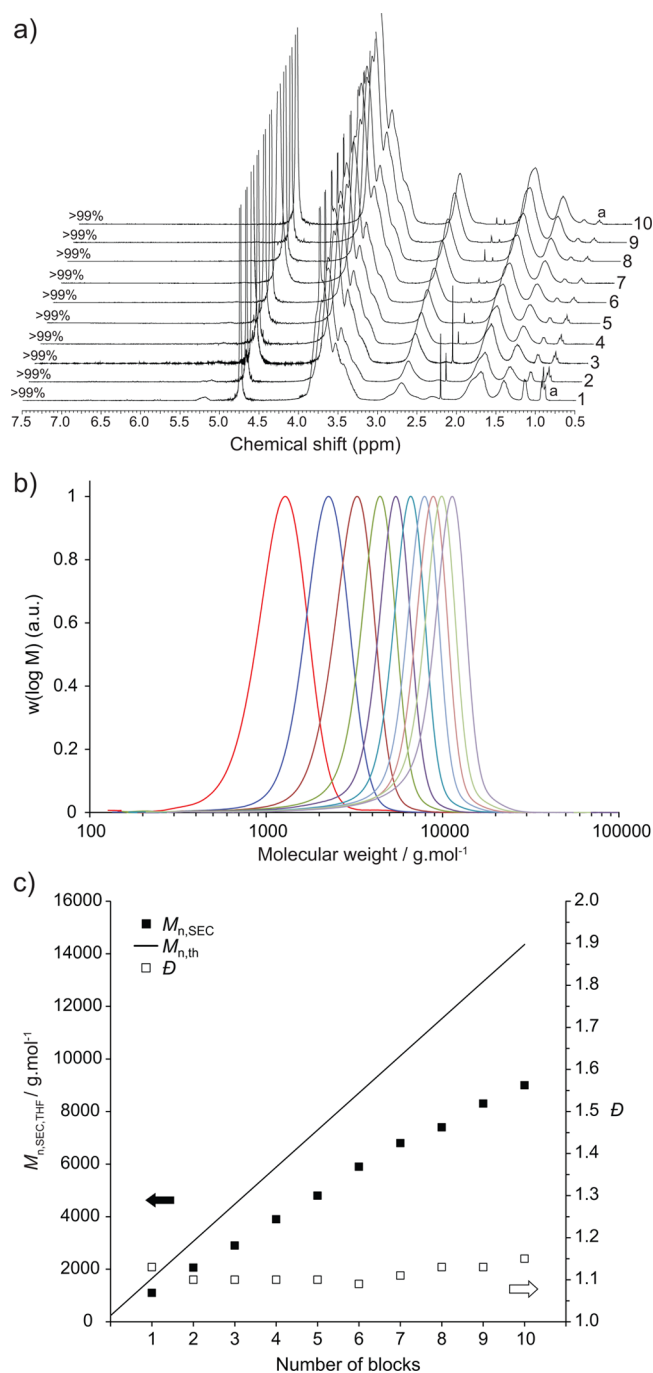 a)
>99% a 10
>99% 9
>99% 8
>99% 7
>99% 6
>99% 5
>99% 4
>99% 3
>99% 2
>99% a 1
7.5 7.0 6.5 6.0 5.5 5.0 4.5 4.0 3.5 3.0 2.5 2.0 1.5 1.0 0.5
Chemical shift (ppm)
b)
1
0.8
0.6
0.4
0.2
0
w(log M) (a.u.)
100 1000 10000 100000
Molecular weight / g.mol-1
c)
16000 2.0
14000 1.9
12000 1.8
10000 1.7
8000 1.6
6000 1.5
4000 1.4
2000 1.3
0 1.2
1.1
1.0
Mn,SEC
Mn,th
Đ
Mn,SEC,THF / g.mol-1
Đ
1 2 3 4 5 6 7 8 9 10
Number of blocks